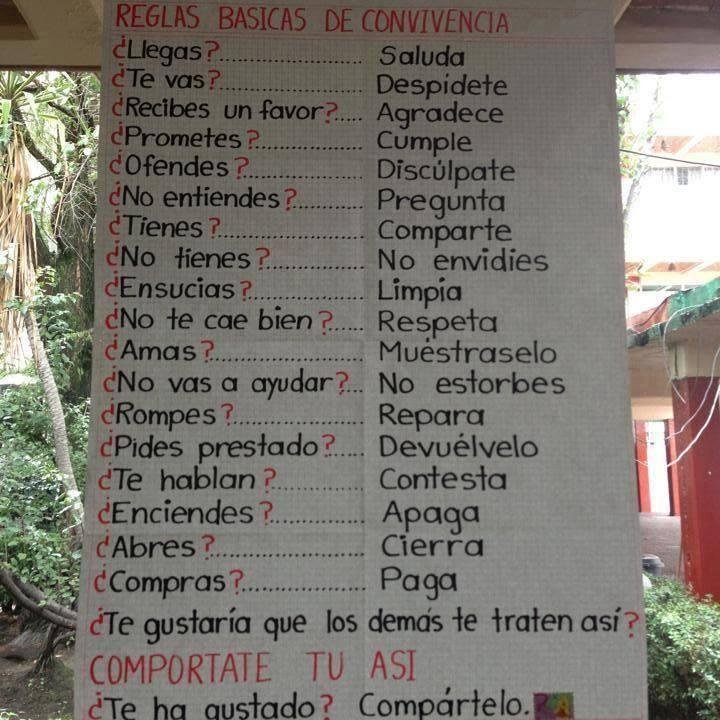 REGLAS BASICAS DE CONVIVENCIA
¿Llegas?.................... Saluda
¿Te vas?.................... Despidete
¿Recibes un favor?.... Agradece
¿Prometes?............... Cumple
¿Ofendes?................ Discúlpate
¿No entiendes?.......... Pregunta
¿Tienes?.................... Comparte
¿No tienes?.............. No envidies
¿Ensucias?................ Limpia
¿No te cae bien?..... Respeta
¿Amas?..................... Muéstraselo
¿No vas a ayudar?... No estorbes
¿Rompes?................. Repara
¿Pides prestado?..... Devuélvelo
¿Te hablan?............. Contesta
¿Enciendes?.............. Apaga
¿Abres?..................... Cierra
¿Compras?................. Paga
¿Te gustaría que los demás te traten así?
COMPORTATE TU ASI
¿Te ha gustado? Compártelo.